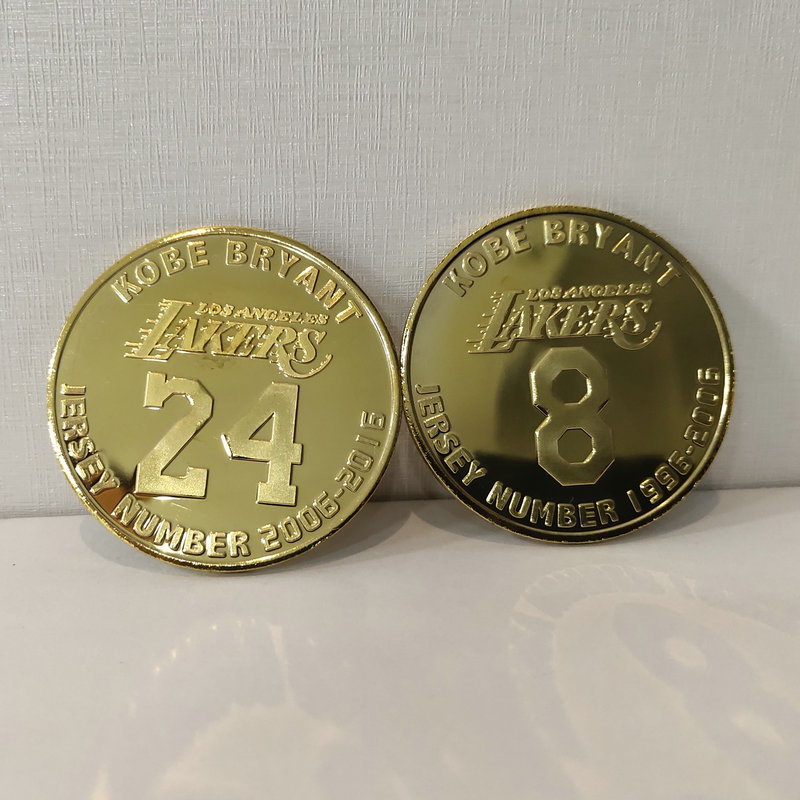 KOBE BRYANT
LOS ANGELES
LAKERS
24
JERSEY NUMBER 2006-2016
KOBE BRYANT
LOS ANGELES
LAKERS
8
JERSEY NUMBER 1996-2006